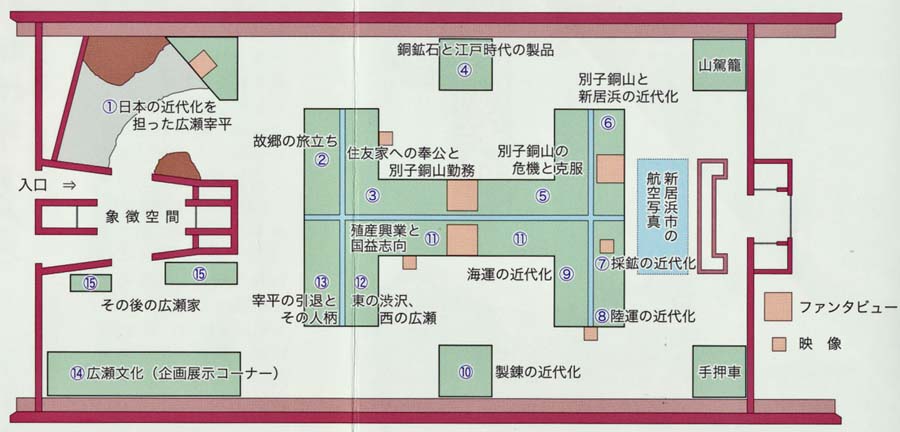 ①日本の近代化を
担った広瀬宰平
入口 ⇒
象徴空間
故郷の旅立ち
②
住友家への奉公と
別子銅山勤務
③
銅鉱石と江戸時代の製品
④
別子銅山の
危機と克服
⑤
別子銅山と
新居浜の近代化
⑥
山駕籠
新居浜市の
航空写真
⑦採鉱の近代化
⑧陸運の近代化
海運の近代化
⑨
⑩
製錬の近代化
殖産興業と
国益志向
⑪
⑪
⑫
東の渋沢、
西の広瀬
⑬
宰平の引退と
その人柄
⑭広瀬文化(企画展示コーナー)
⑮
⑮
その後の広瀬家
手押車
ファンタビュー
映像